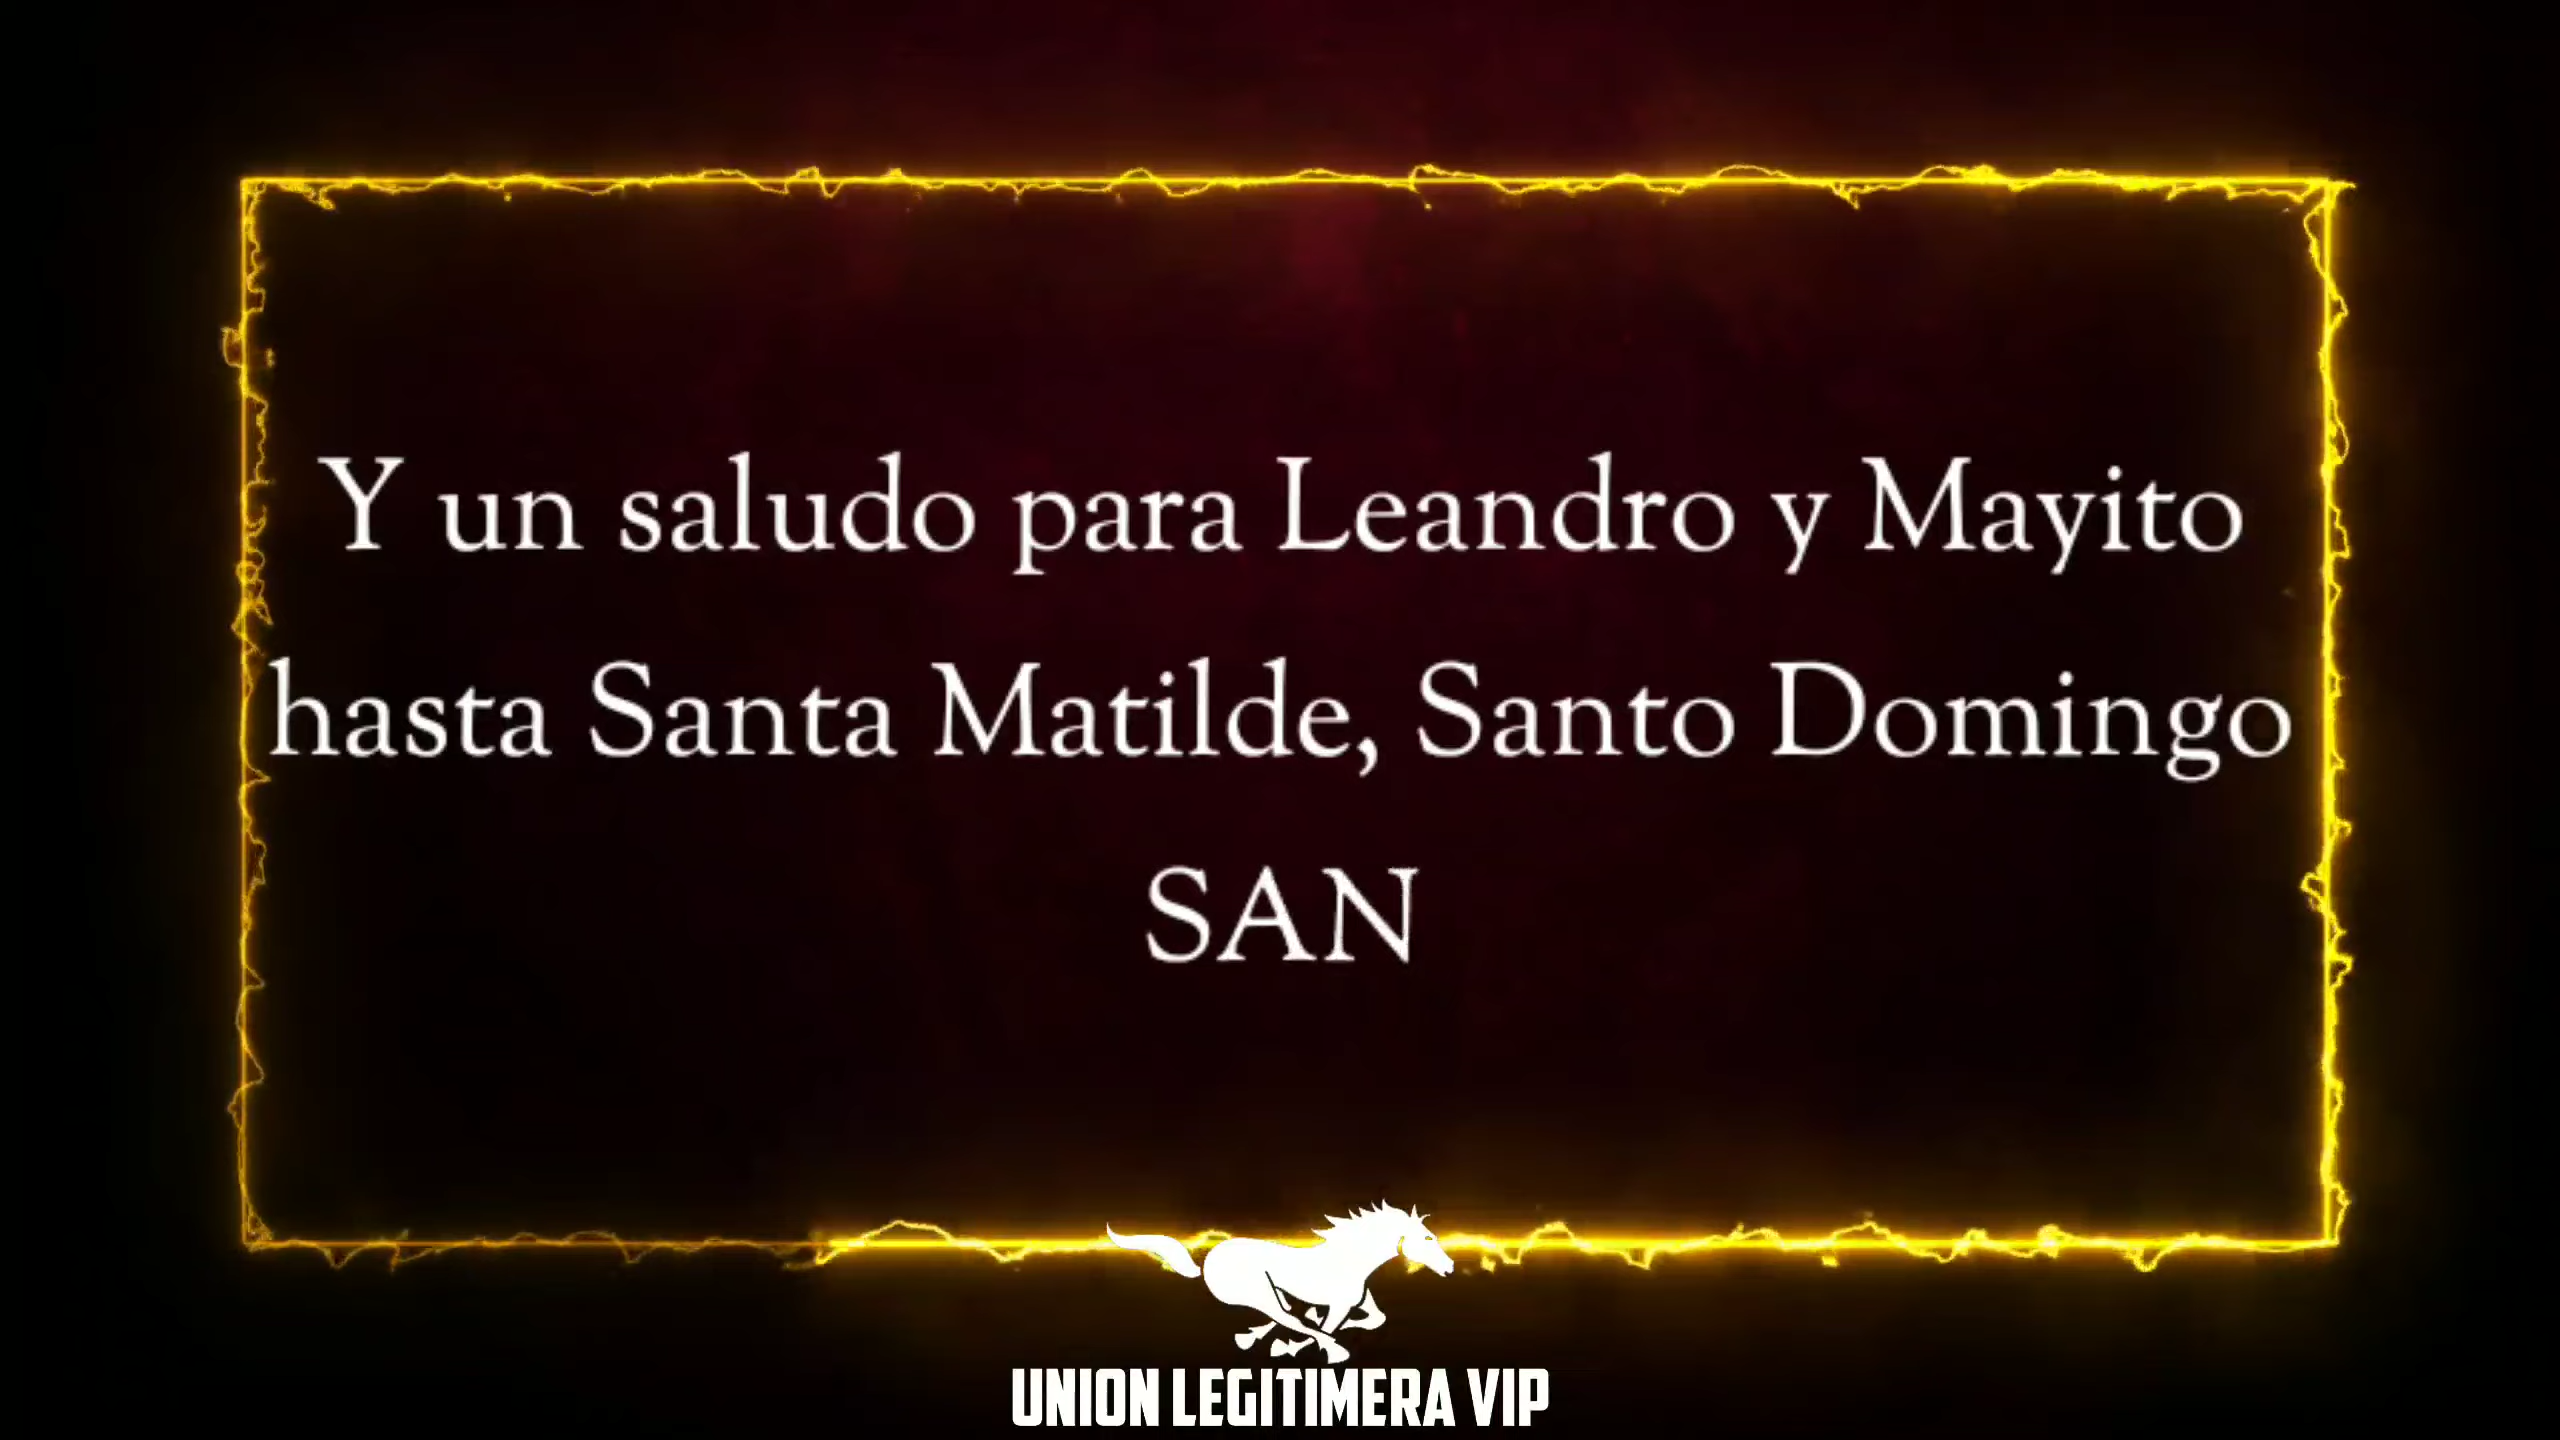 Y un saludo para Leandro y Mayito
hasta Santa Matilde, Santo Domingo
SAN
UNION LEGITIMERA VIP